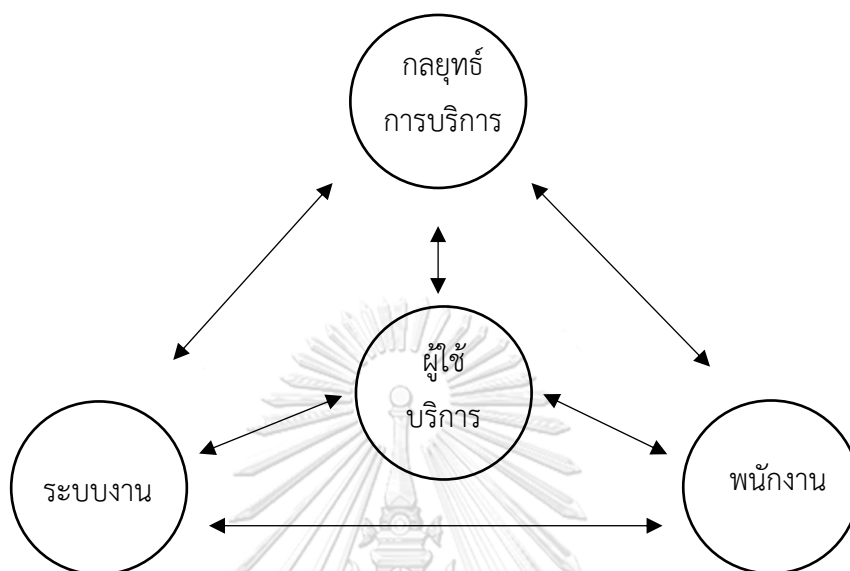 กลยุทธ์
การบริการ
ผู้ใช้
บริการ
ระบบงาน
พนักงาน